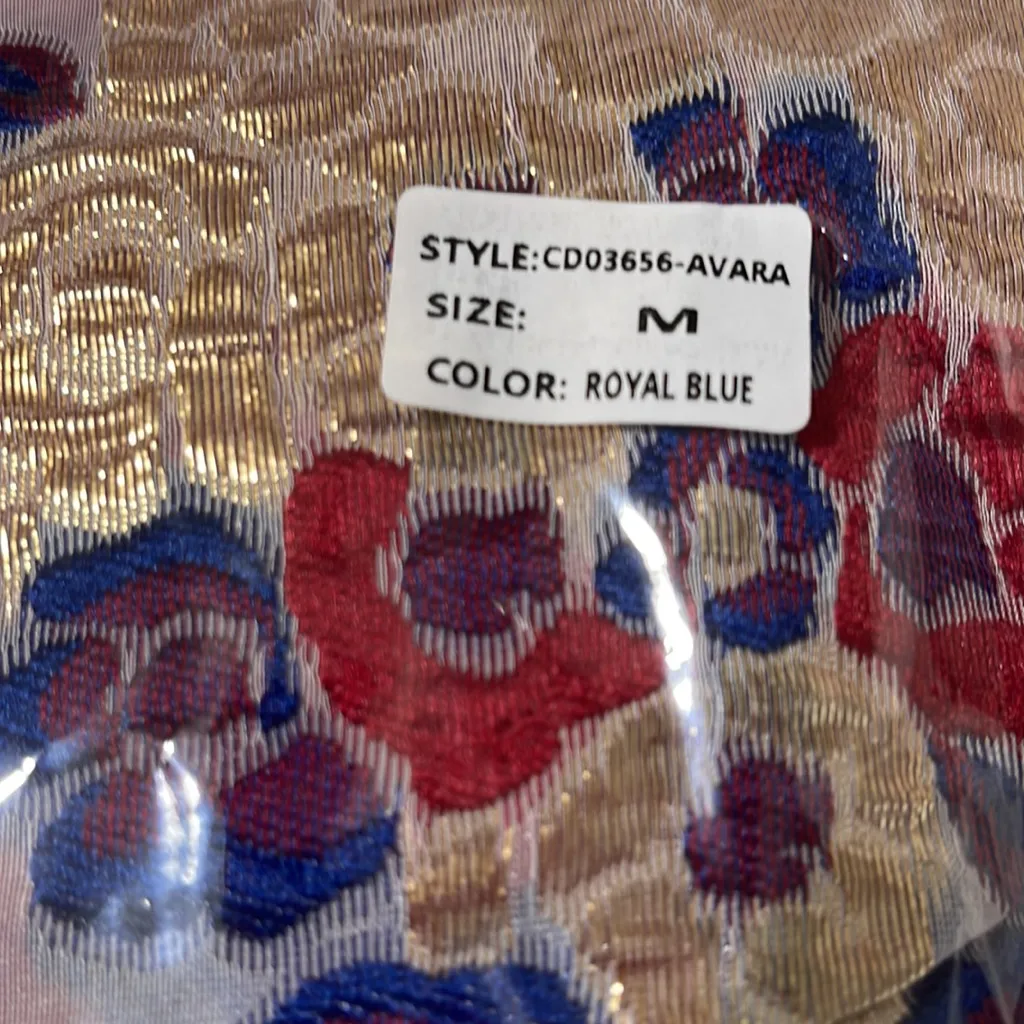 STYLE:CD03656-AVARA
SIZE: M
COLOR: ROYAL BLUE